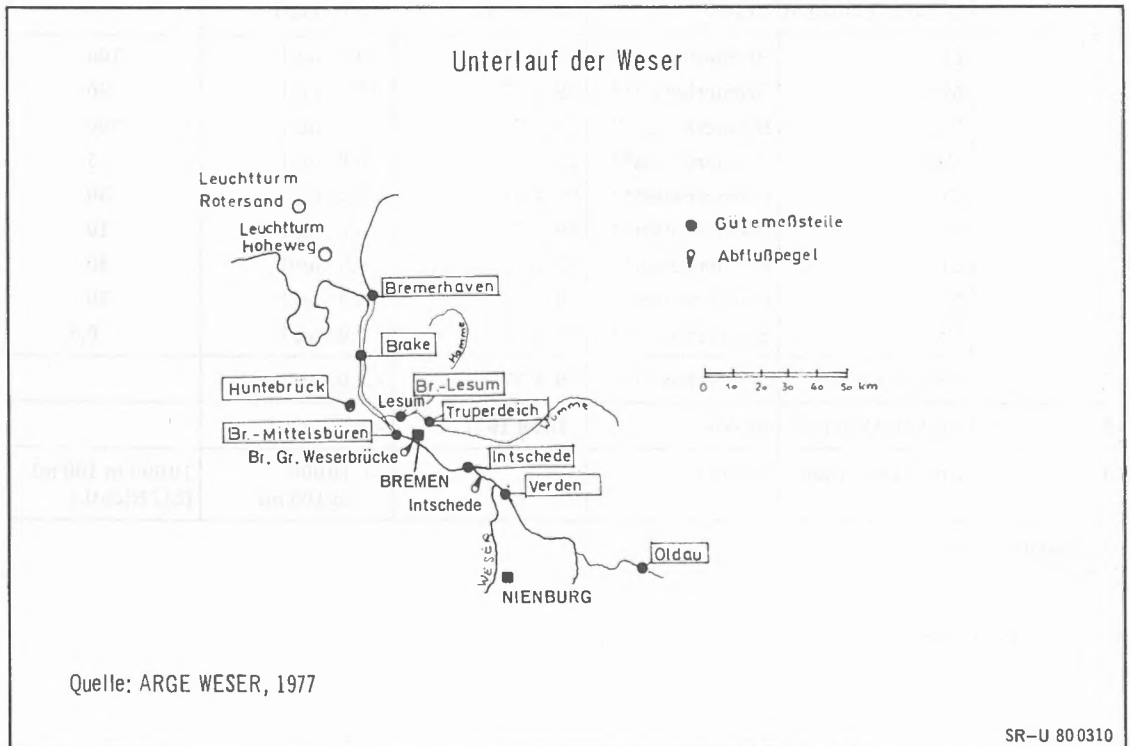 Unterlauf der Weser
Leuchtturm
Rotersand
Leuchtturm
Hoheweg
Gütemeßstelle
Abflußpegel
Bremerhaven
Hamme
Brake
0 10 20 30 40 50 km
Huntebrück
Br.-Lesum
Lesum
Truperdeich
Wumme
Br.-Mittelsbüren
Br. Gr. Weserbrücke
BREMEN
Intschede
Intschede
Verden
WESER
Oldau
NIENBURG
Quelle: ARGE WESER, 1977
SR-U 800310